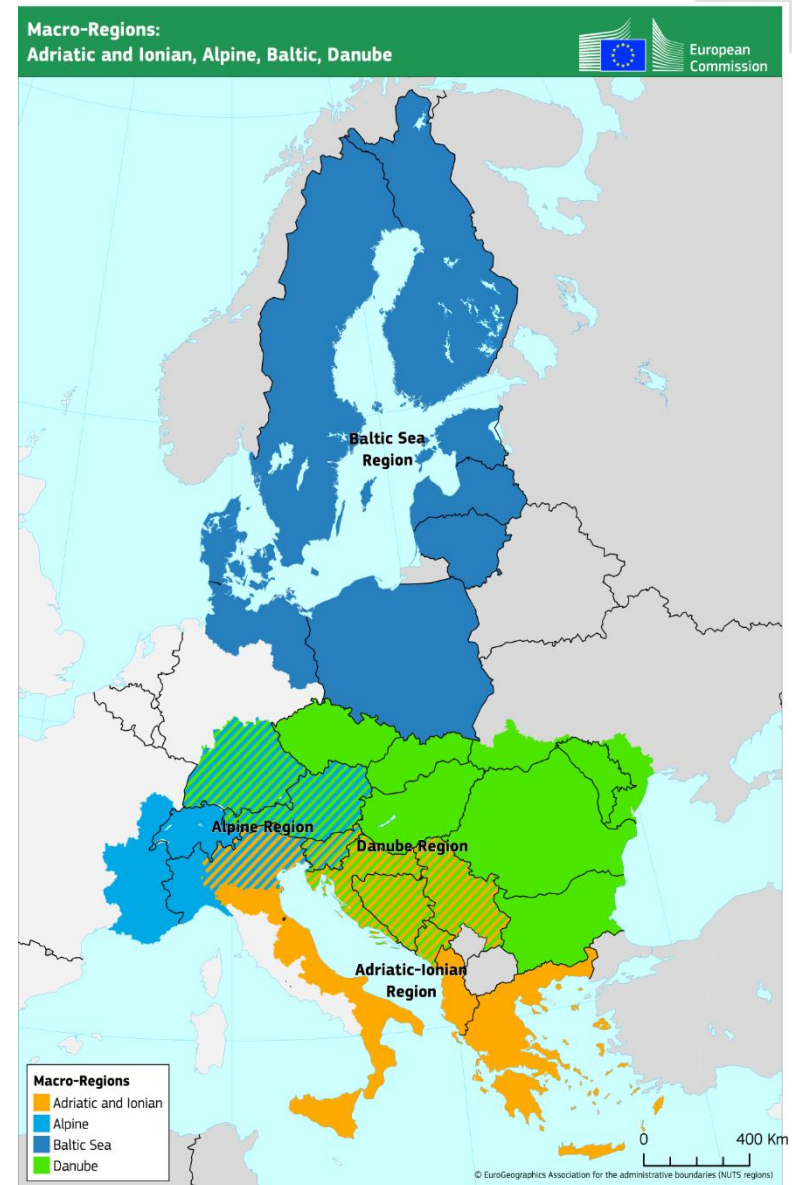 Macro-Regions:
Adriatic and Ionian, Alpine, Baltic, Danube
European
Commission
Baltic Sea
Region
Alpine Region
Danube Region
Adriatic-Ionian
Region
Macro-Regions
Adriatic and Ionian
Alpine
Baltic Sea
Danube
0 400 Km
© EuroGeographics Association for the administrative boundaries (NUTS regions)